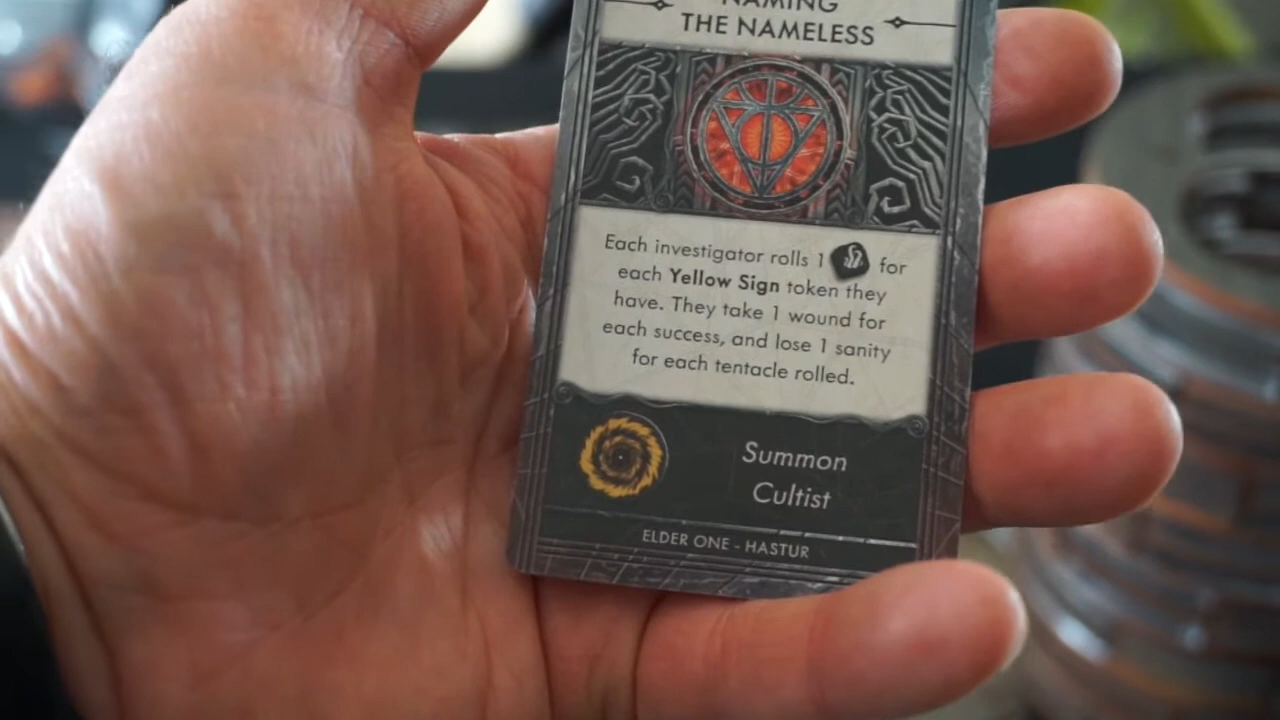 NAMING
THE NAMELESS
Each investigator rolls 1 for
each Yellow Sign token they
have. They take 1 wound for
each success, and lose 1 sanity
for each tentacle rolled.
Summon
Cultist
ELDER ONE - HASTUR